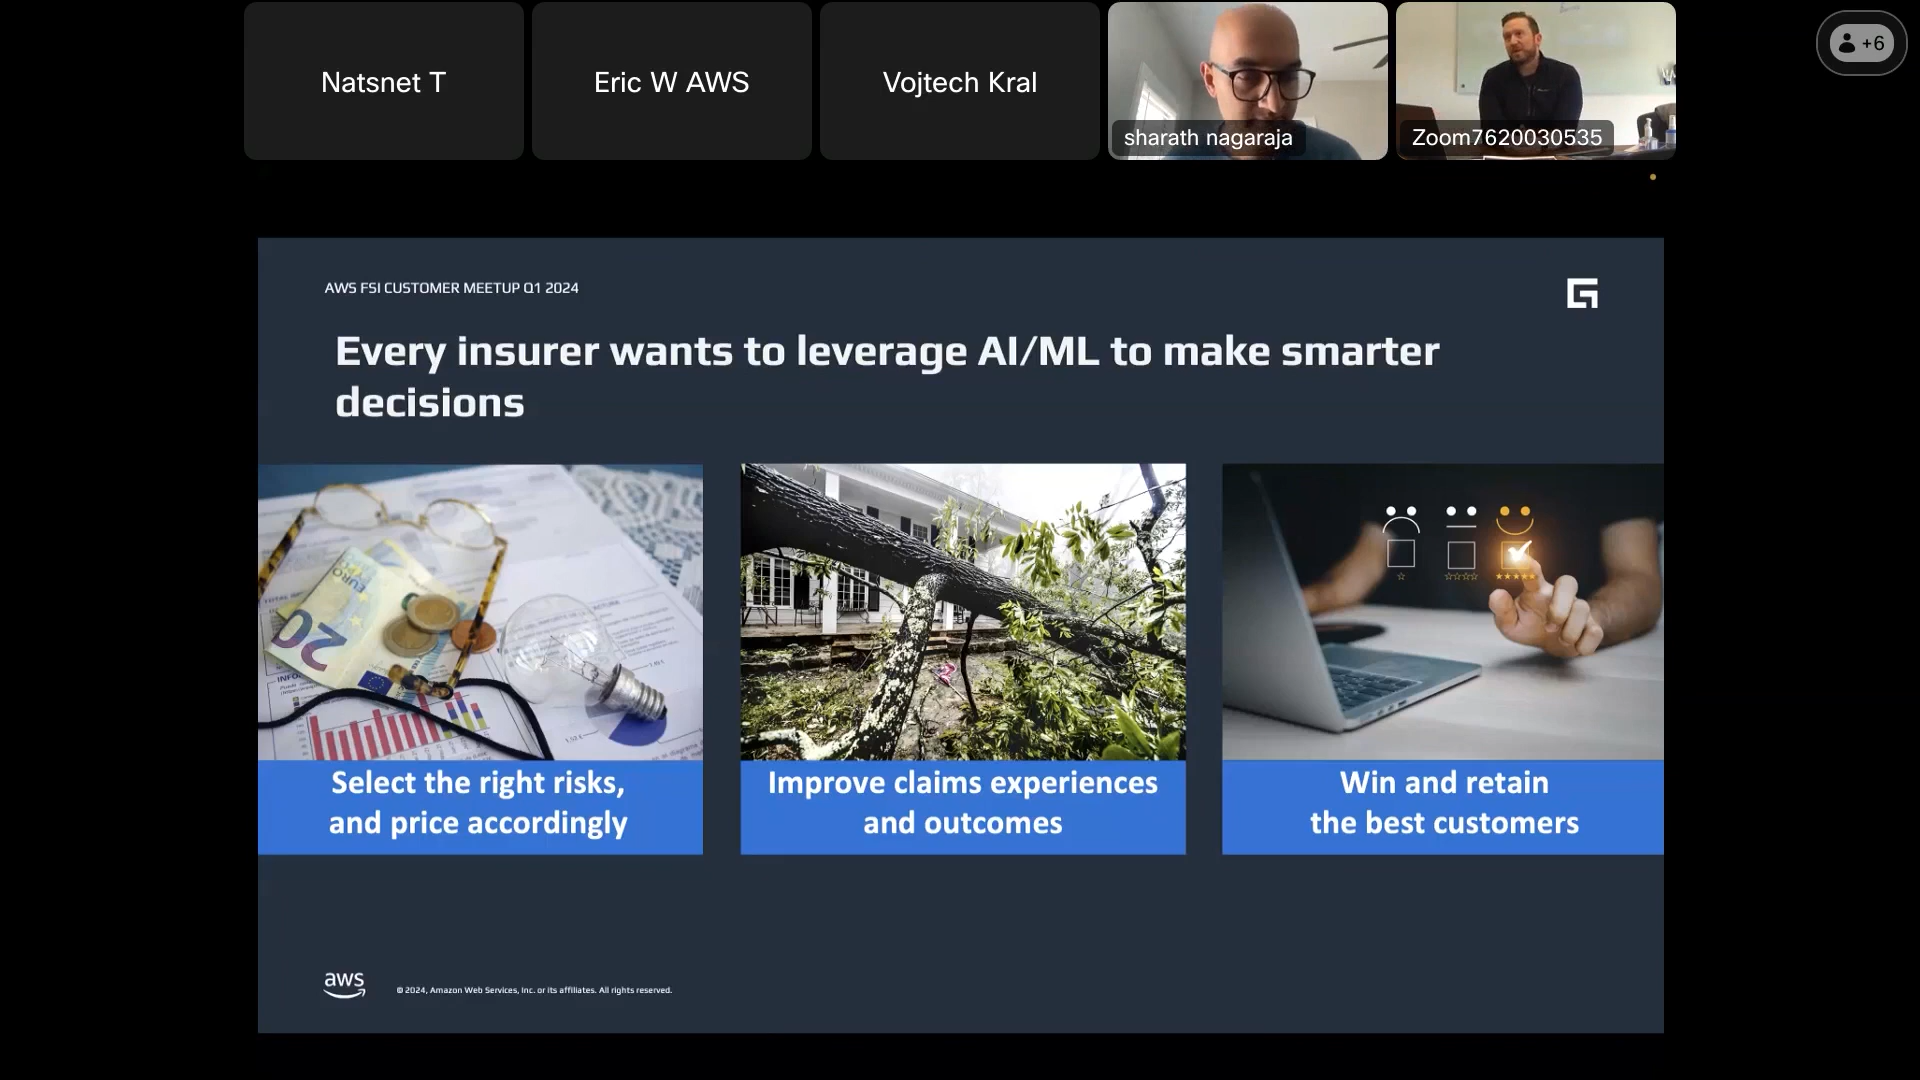 Natsnet T
Eric W AWS
Vojtech Kral
sharath nagaraja
Zoom7620030535
+6
AWS FSI CUSTOMER MEETUP Q1 2024
Every insurer wants to leverage AI/ML to make smarter
decisions
20
EURO
Select the right risks,
and price accordingly
Improve claims experiences
and outcomes
Win and retain
the best customers
aws
© 2024, Amazon Web Services, Inc. or its affiliates. All rights reserved.